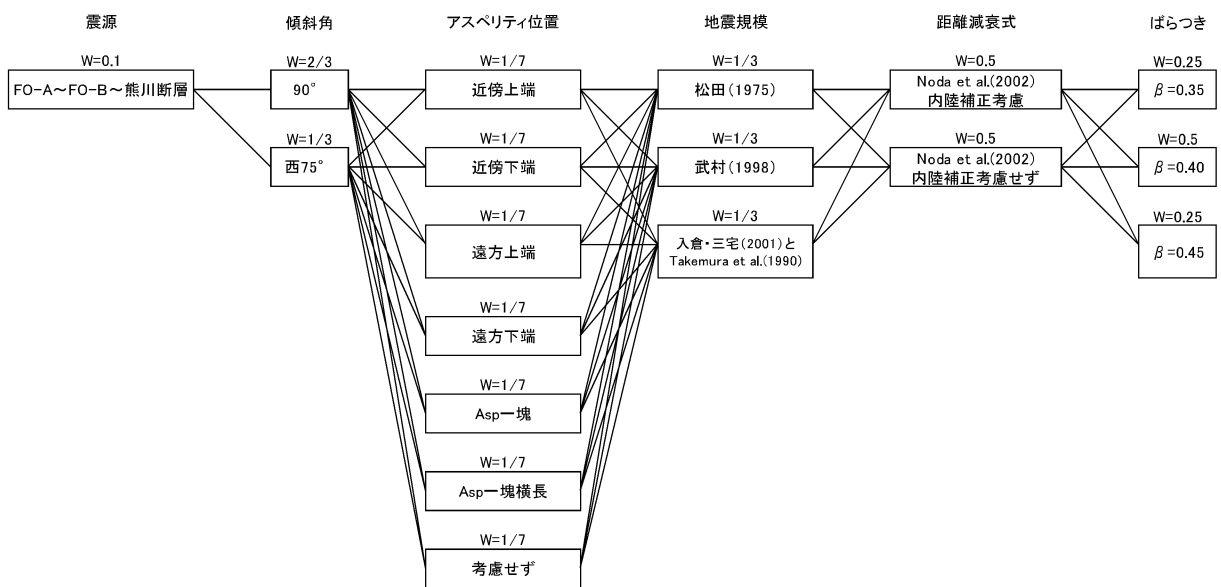 震源
傾斜角
アスペリティ位置
地震規模
距離減衰式
ばらつき
W=0.1
FO-A～FO-B～熊川断層
W=2/3
90°
W=1/3
西75°
W=1/7
近傍上端
W=1/7
近傍下端
W=1/7
遠方上端
W=1/7
遠方下端
W=1/7
Asp一塊
W=1/7
Asp一塊横長
W=1/7
考慮せず
W=1/3
松田(1975)
W=1/3
武村(1998)
W=1/3
入倉・三宅(2001)と
Takemura et al.(1990)
W=0.5
Noda et al.(2002)
内陸補正考慮
W=0.5
Noda et al.(2002)
内陸補正考慮せず
W=0.25
β=0.35
W=0.5
β=0.40
W=0.25
β=0.45